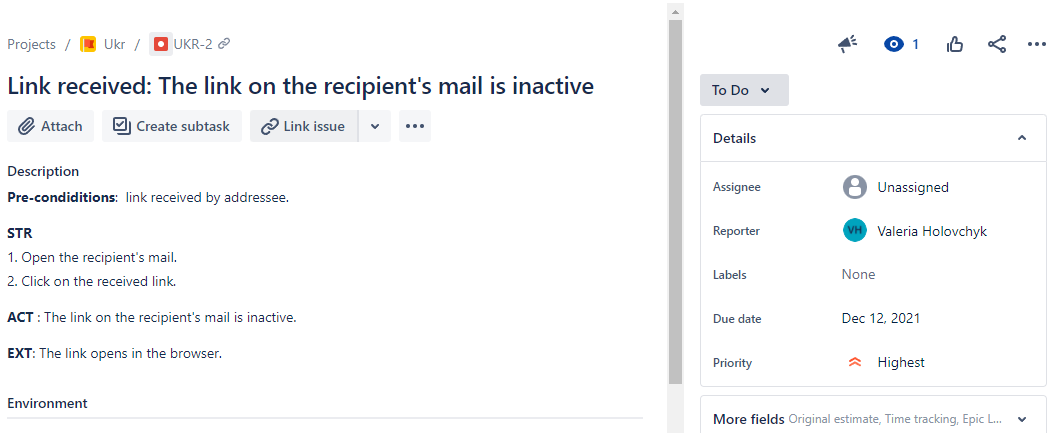 Projects / Ukr / UKR-2
1
Link received: The link on the recipient's mail is inactive
Attach
Create subtask
Link issue
Description
Pre-condiditions: link received by addressee.
STR
1. Open the recipient's mail.
2. Click on the received link.
ACT : The link on the recipient's mail is inactive.
EXT: The link opens in the browser.
Environment
To Do
Details
Assignee Unassigned
Reporter VH Valeria Holovchyk
Labels None
Due date Dec 12, 2021
Priority Highest
More fields Original estimate, Time tracking, Epic L...